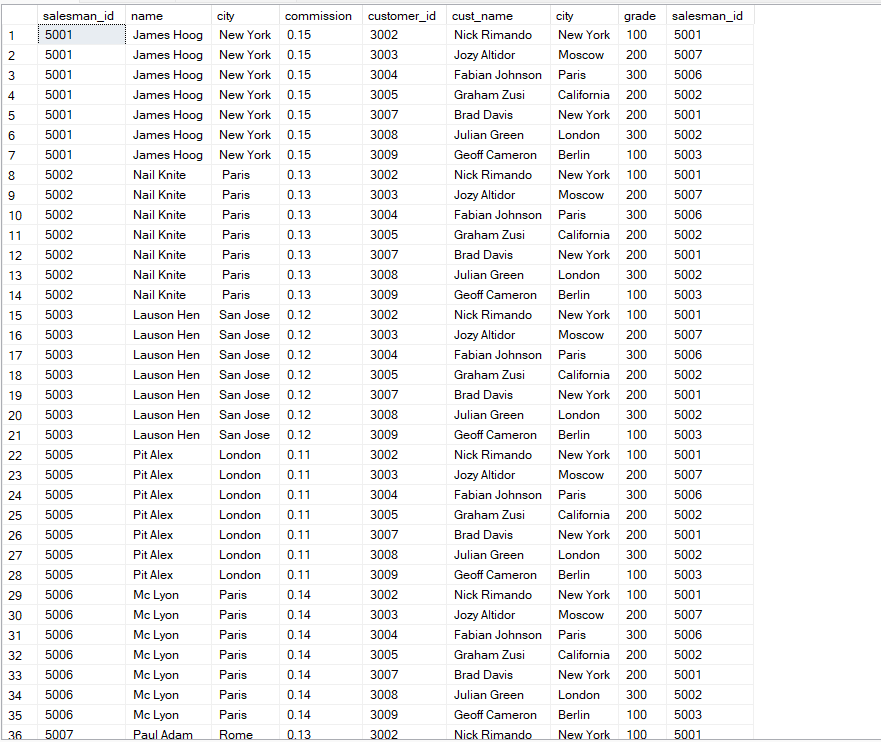 salesman_id name city commission customer_id cust_name city grade salesman_id
1 5001 James Hoog New York 0.15 3002 Nick Rimando New York 100 5001
2 5001 James Hoog New York 0.15 3003 Jozy Altidor Moscow 200 5007
3 5001 James Hoog New York 0.15 3004 Fabian Johnson Paris 300 5006
4 5001 James Hoog New York 0.15 3005 Graham Zusi California 200 5002
5 5001 James Hoog New York 0.15 3007 Brad Davis New York 200 5001
6 5001 James Hoog New York 0.15 3008 Julian Green London 300 5002
7 5001 James Hoog New York 0.15 3009 Geoff Cameron Berlin 100 5003
8 5002 Nail Knite Paris 0.13 3002 Nick Rimando New York 100 5001
9 5002 Nail Knite Paris 0.13 3003 Jozy Altidor Moscow 200 5007
10 5002 Nail Knite Paris 0.13 3004 Fabian Johnson Paris 300 5006
11 5002 Nail Knite Paris 0.13 3005 Graham Zusi California 200 5002
12 5002 Nail Knite Paris 0.13 3007 Brad Davis New York 200 5001
13 5002 Nail Knite Paris 0.13 3008 Julian Green London 300 5002
14 5002 Nail Knite Paris 0.13 3009 Geoff Cameron Berlin 100 5003
15 5003 Lauson Hen San Jose 0.12 3002 Nick Rimando New York 100 5001
16 5003 Lauson Hen San Jose 0.12 3003 Jozy Altidor Moscow 200 5007
17 5003 Lauson Hen San Jose 0.12 3004 Fabian Johnson Paris 300 5006
18 5003 Lauson Hen San Jose 0.12 3005 Graham Zusi California 200 5002
19 5003 Lauson Hen San Jose 0.12 3007 Brad Davis New York 200 5001
20 5003 Lauson Hen San Jose 0.12 3008 Julian Green London 300 5002
21 5003 Lauson Hen San Jose 0.12 3009 Geoff Cameron Berlin 100 5003
22 5005 Pit Alex London 0.11 3002 Nick Rimando New York 100 5001
23 5005 Pit Alex London 0.11 3003 Jozy Altidor Moscow 200 5007
24 5005 Pit Alex London 0.11 3004 Fabian Johnson Paris 300 5006
25 5005 Pit Alex London 0.11 3005 Graham Zusi California 200 5002
26 5005 Pit Alex London 0.11 3007 Brad Davis New York 200 5001
27 5005 Pit Alex London 0.11 3008 Julian Green London 300 5002
28 5005 Pit Alex London 0.11 3009 Geoff Cameron Berlin 100 5003
29 5006 Mc Lyon Paris 0.14 3002 Nick Rimando New York 100 5001
30 5006 Mc Lyon Paris 0.14 3003 Jozy Altidor Moscow 200 5007
31 5006 Mc Lyon Paris 0.14 3004 Fabian Johnson Paris 300 5006
32 5006 Mc Lyon Paris 0.14 3005 Graham Zusi California 200 5002
33 5006 Mc Lyon Paris 0.14 3007 Brad Davis New York 200 5001
34 5006 Mc Lyon Paris 0.14 3008 Julian Green London 300 5002
35 5006 Mc Lyon Paris 0.14 3009 Geoff Cameron Berlin 100 5003
36 5007 Paul Adam Rome 0.13 3002 Nick Rimando New York 100 5001